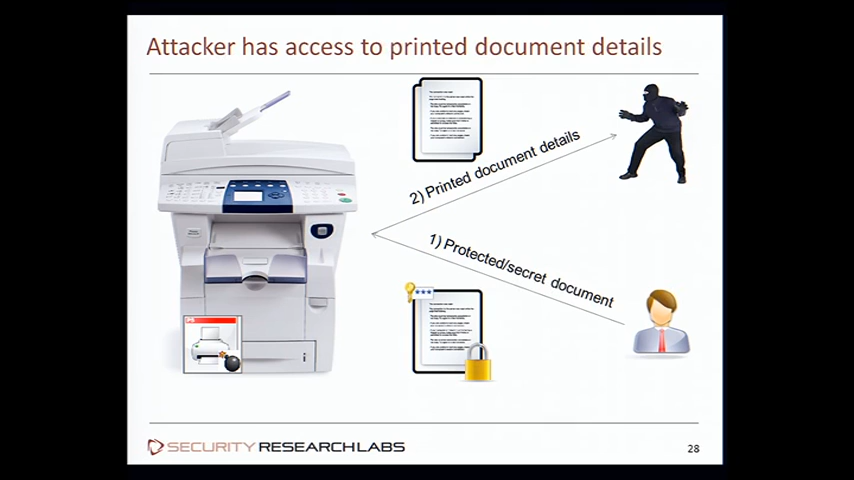 Attacker has access to printed document details
2) Printed document details
1) Protected/secret document
***
SECURITY RESEARCH LABS
28